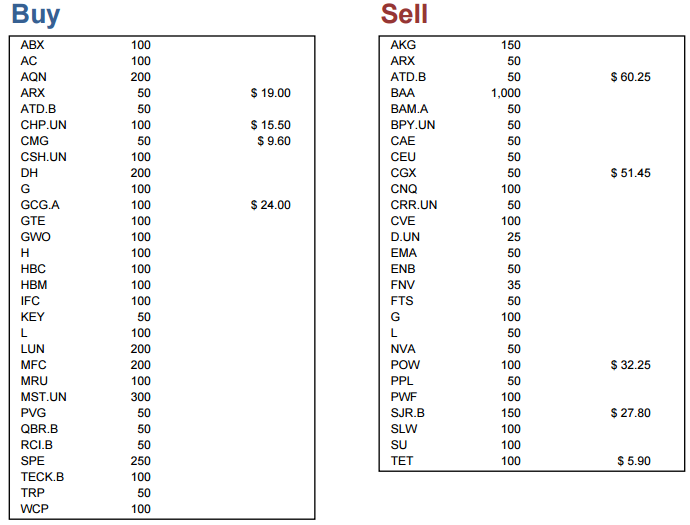 Buy
ABX 100
AC 100
AQN 200
ARX 50 $ 19.00
ATD.B 50
CHP.UN 100 $ 15.50
CMG 50 $ 9.60
CSH.UN 100
DH 200
G 100
GCG.A 100 $ 24.00
GTE 100
GWO 100
H 100
HBC 100
HBM 100
IFC 100
KEY 50
L 100
LUN 200
MFC 200
MRU 100
MST.UN 300
PVG 50
QBR.B 50
RCI.B 50
SPE 250
TECK.B 100
TRP 50
WCP 100
Sell
AKG 150
ARX 50
ATD.B 50 $ 60.25
BAA 1,000
BAM.A 50
BPY.UN 50
CAE 50
CEU 50
CGX 50 $ 51.45
CNQ 100
CRR.UN 50
CVE 100
D.UN 25
EMA 50
ENB 50
FNV 35
FTS 50
G 100
L 50
NVA 50
POW 100 $ 32.25
PPL 50
PWF 100
SJR.B 150 $ 27.80
SLW 100
SU 100
TET 100 $ 5.90